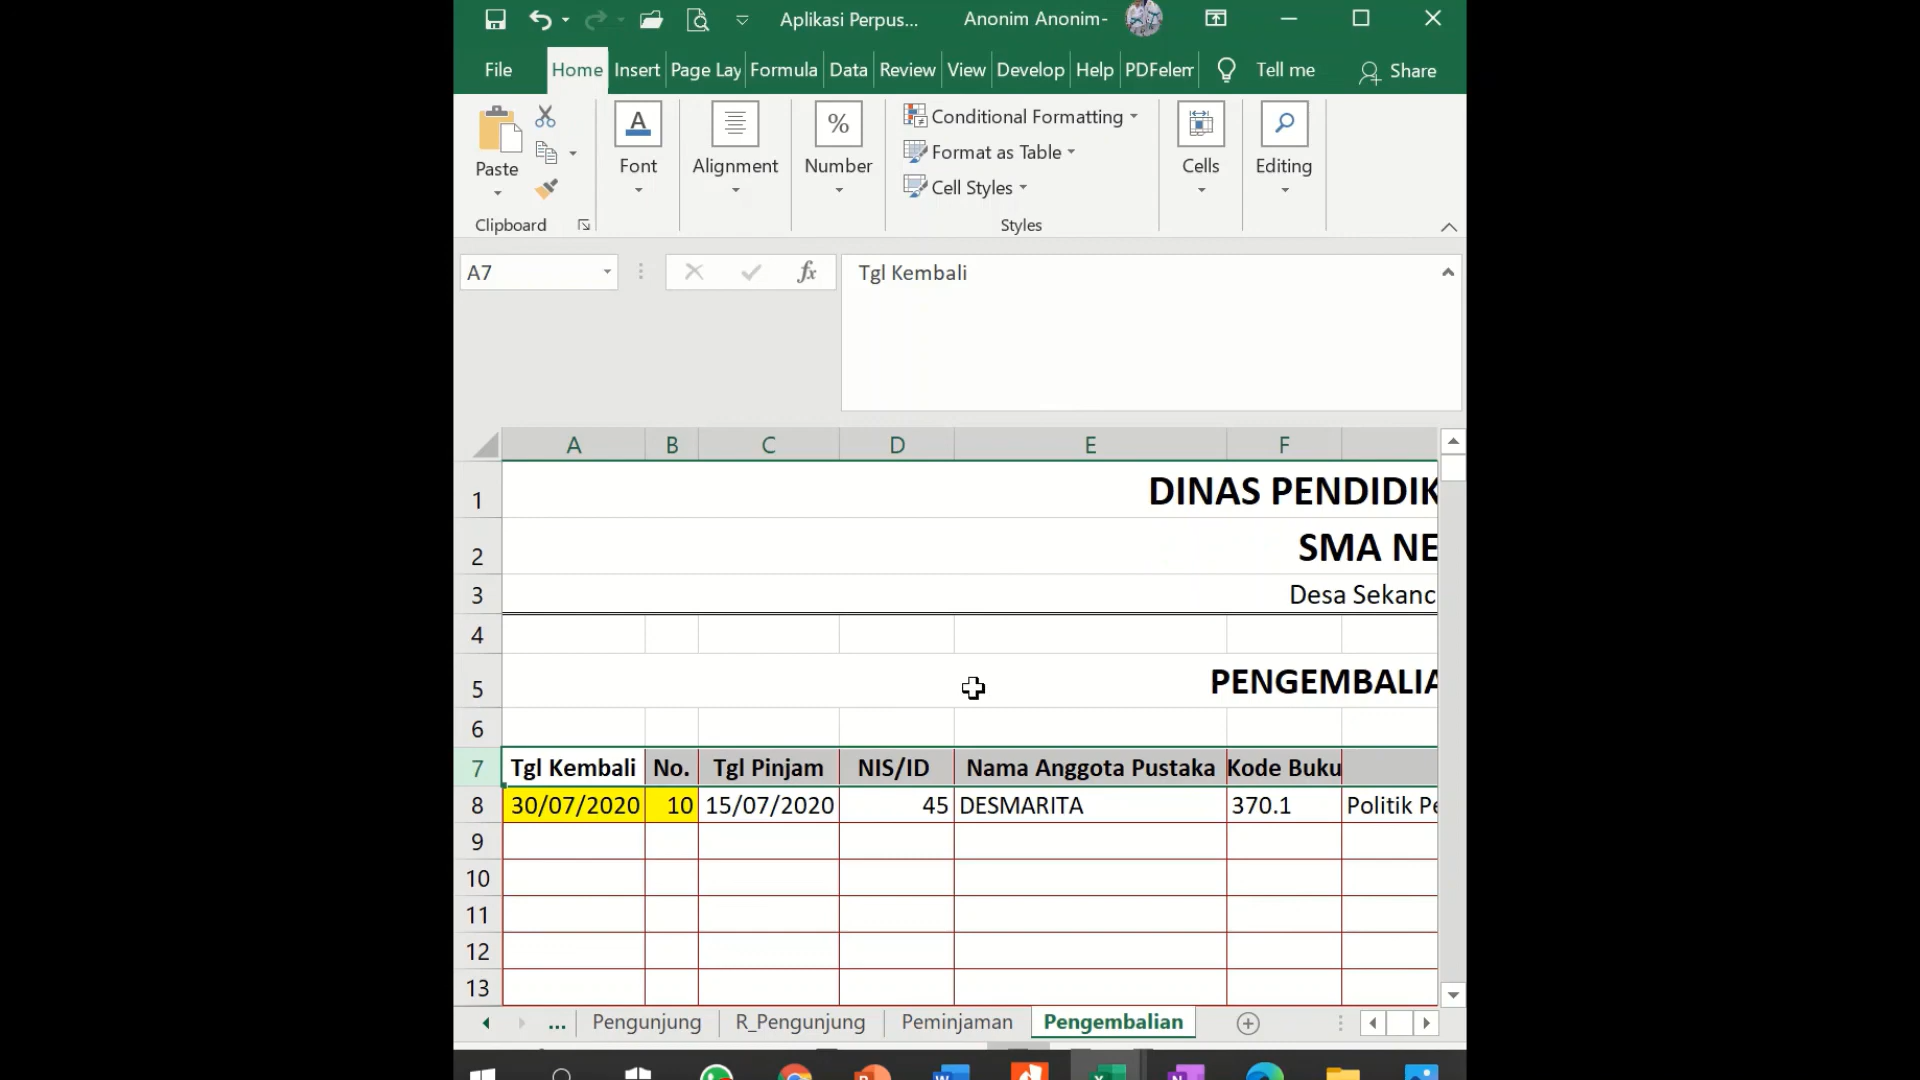 Aplikasi Perpus... Anonim Anonim-
File Home Insert Page Lay Formula Data Review View Develop Help PDFelem Tell me Share
Conditional Formatting
Format as Table
Cell Styles
Paste Font Alignment Number Cells Editing
Clipboard Styles
A7 fx Tgl Kembali
A B C D E F
1 DINAS PENDIDIK
2 SMA NE
3 Desa Sekanc
4
5 PENGEMBALIA
6
7 Tgl Kembali No. Tgl Pinjam NIS/ID Nama Anggota Pustaka Kode Buku
8 30/07/2020 10 15/07/2020 45 DESMARITA 370.1 Politik Pe
9
10
11
12
13
... Pengunjung R_Pengunjung Peminjaman Pengembalian